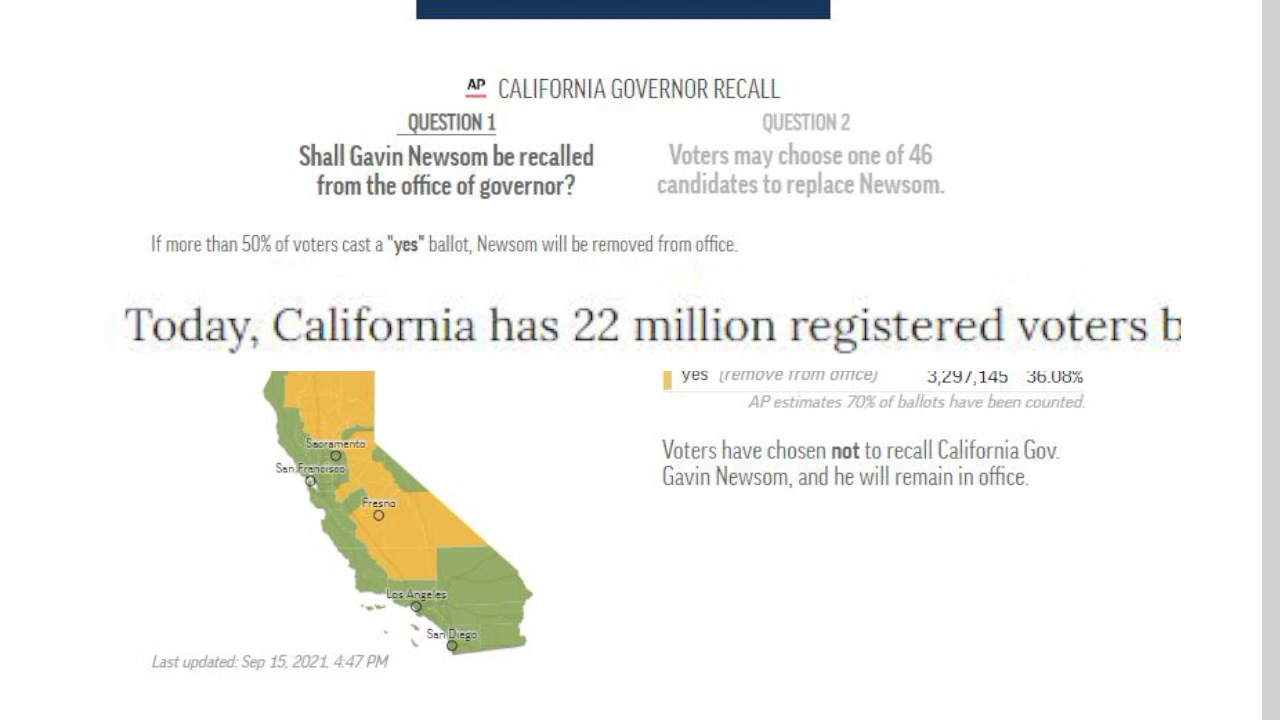 AP CALIFORNIA GOVERNOR RECALL
QUESTION 1
Shall Gavin Newsom be recalled
from the office of governor?
QUESTION 2
Voters may choose one of 46
candidates to replace Newsom.
If more than 50% of voters cast a "yes" ballot, Newsom will be removed from office.
Today, California has 22 million registered voters b
yes (remove from office) 3,297,145 36.08%
AP estimates 70% of ballots have been counted.
Voters have chosen not to recall California Gov.
Gavin Newsom, and he will remain in office.
Sacramento
San Francisco
Fresno
Los Angeles
San Diego
Last updated: Sep 15, 2021, 4:47 PM